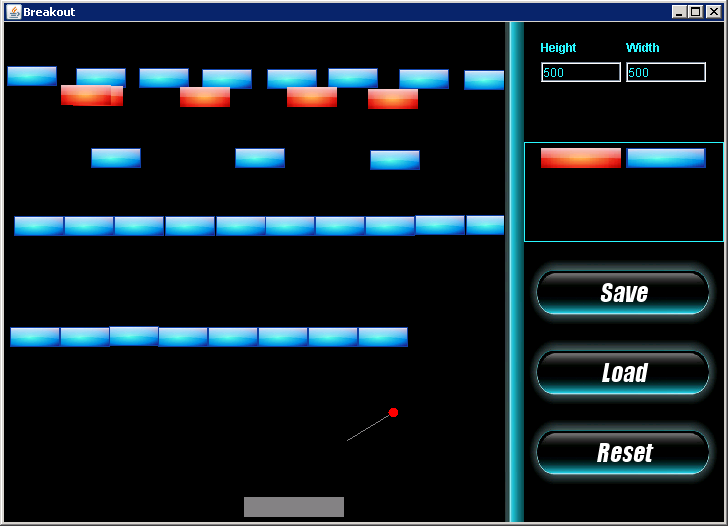 Breakout
Height Width
500 500
Save
Load
Reset